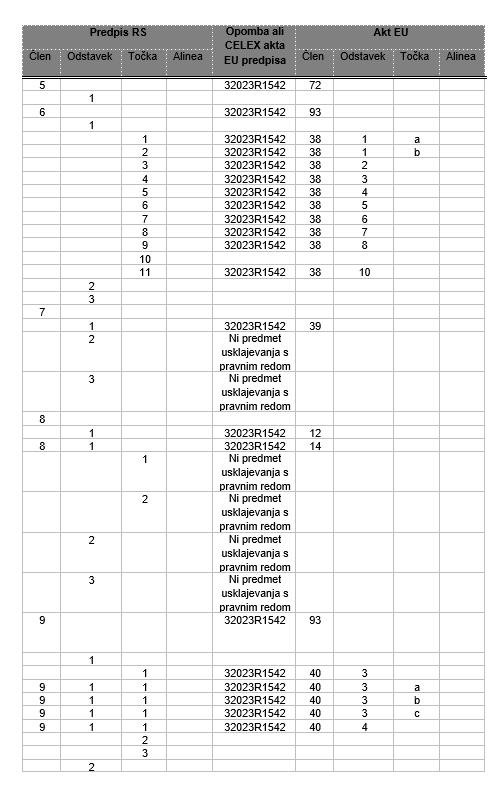 Predpis RS Opomba ali CELEX akta EU predpisa Akt EU
Člen Odstavek Točka Alinea Člen Odstavek Točka Alinea
5 32023R1542 72
1
6 32023R1542 93
1
1 32023R1542 38 1 a
2 32023R1542 38 1 b
3 32023R1542 38 2
4 32023R1542 38 3
5 32023R1542 38 4
6 32023R1542 38 5
7 32023R1542 38 6
8 32023R1542 38 7
9 32023R1542 38 8
10
11 32023R1542 38 10
2
3
7
1 32023R1542 39
2 Ni predmet
usklajevanja s
pravnim redom
3 Ni predmet
usklajevanja s
pravnim redom
8
1 32023R1542 12
8 1 32023R1542 14
1 Ni predmet
usklajevanja s
pravnim redom
2 Ni predmet
usklajevanja s
pravnim redom
2 Ni predmet
usklajevanja s
pravnim redom
3 Ni predmet
usklajevanja s
pravnim redom
9 32023R1542 93
1
1 32023R1542 40 3
9 1 1 32023R1542 40 3 a
9 1 1 32023R1542 40 3 b
9 1 1 32023R1542 40 3 c
9 1 1 32023R1542 40 4
2
3
2